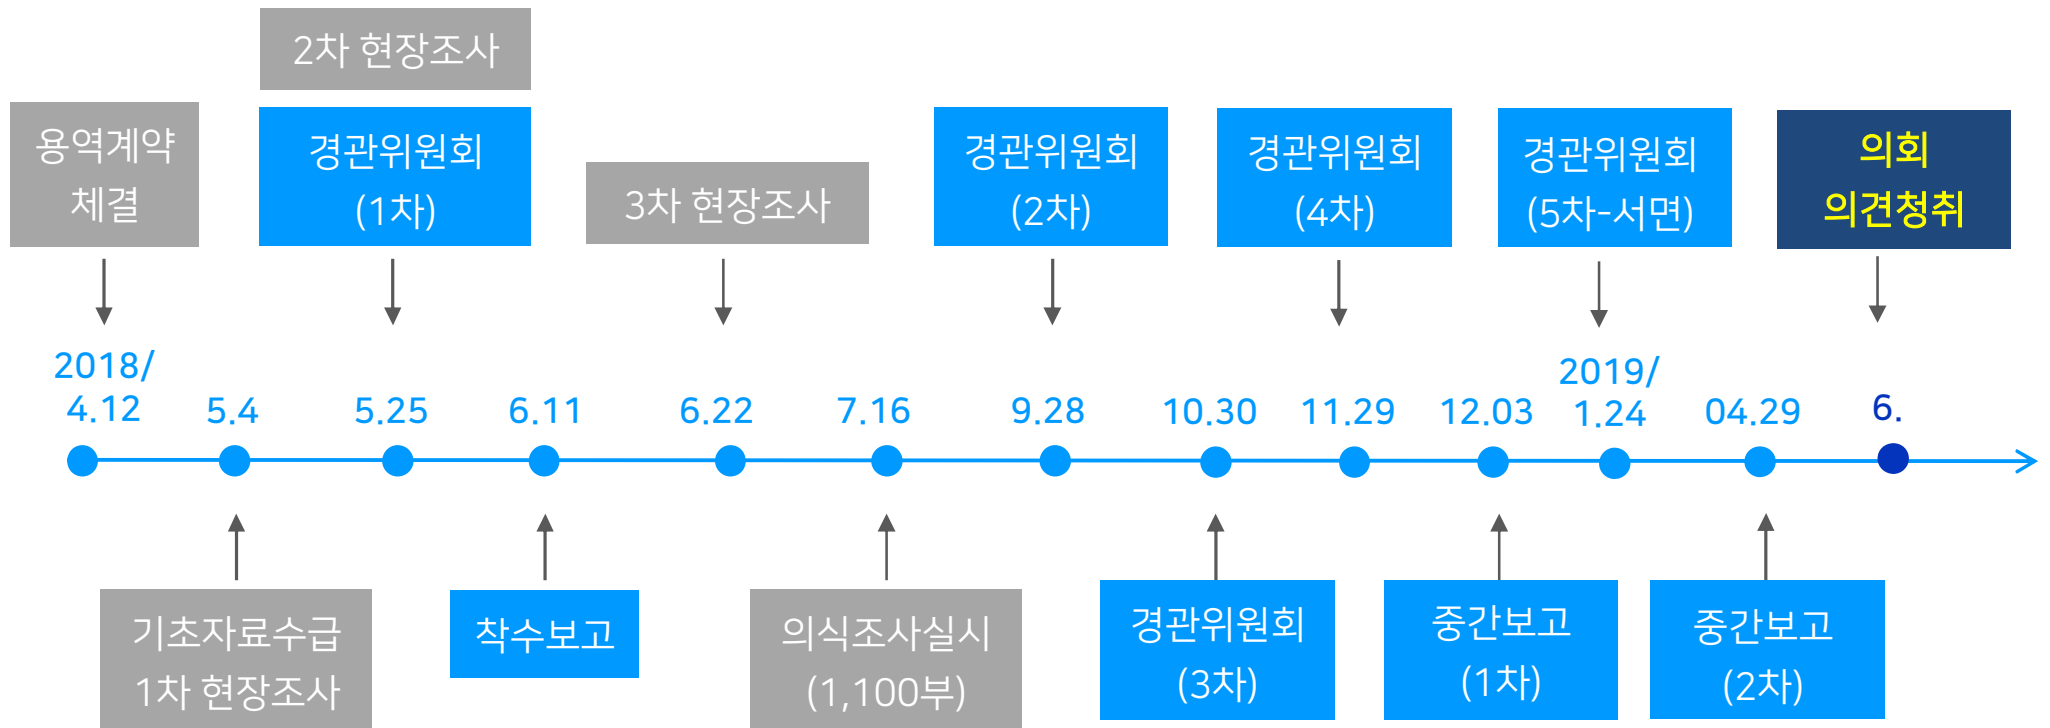 2차 현장조사
용역계약
체결
경관위원회
(1차)
3차 현장조사
경관위원회
(2차)
경관위원회
(4차)
경관위원회
(5차-서면)
의회
의견청취
2018/
4.12
5.4
5.25
6.11
6.22
7.16
9.28
10.30
11.29
12.03
2019/
1.24
04.29
6.
기초자료수급
1차 현장조사
착수보고
의식조사실시
(1,100부)
경관위원회
(3차)
중간보고
(1차)
중간보고
(2차)